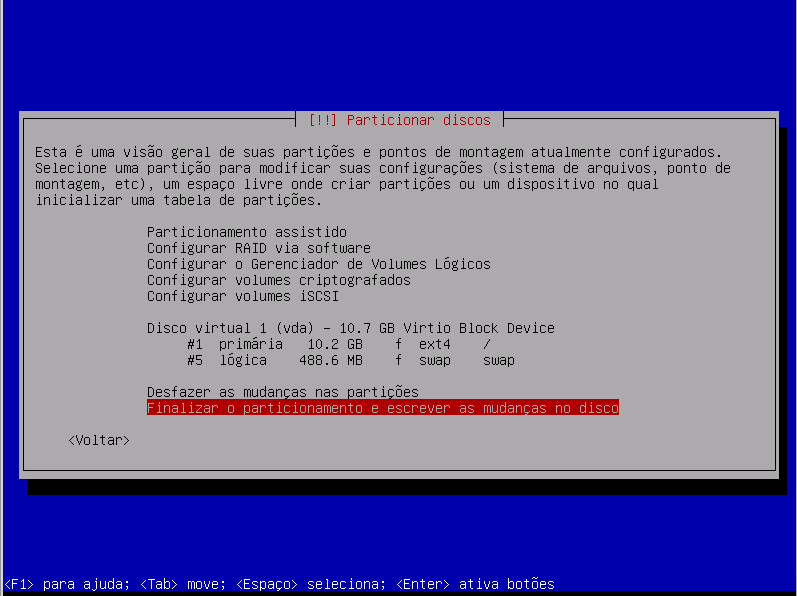 [!!] Particionar discos
Esta é uma visão geral de suas partições e pontos de montagem atualmente configurados.
Selecione uma partição para modificar suas configurações (sistema de arquivos, ponto de
montagem, etc), um espaço livre onde criar partições ou um dispositivo no qual
inicializar uma tabela de partições.
Particionamento assistido
Configurar RAID via software
Configurar o Gerenciador de Volumes Lógicos
Configurar volumes criptografados
Configurar volumes iSCSI
Disco virtual 1 (vda) - 10.7 GB Virtio Block Device
#1 primária 10.2 GB f ext4 /
#5 lógica 488.6 MB f swap swap
Desfazer as mudanças nas partições
Finalizar o particionamento e escrever as mudanças no disco
<Voltar>
<F1> para ajuda; <Tab> move; <Espaço> seleciona; <Enter> ativa botões